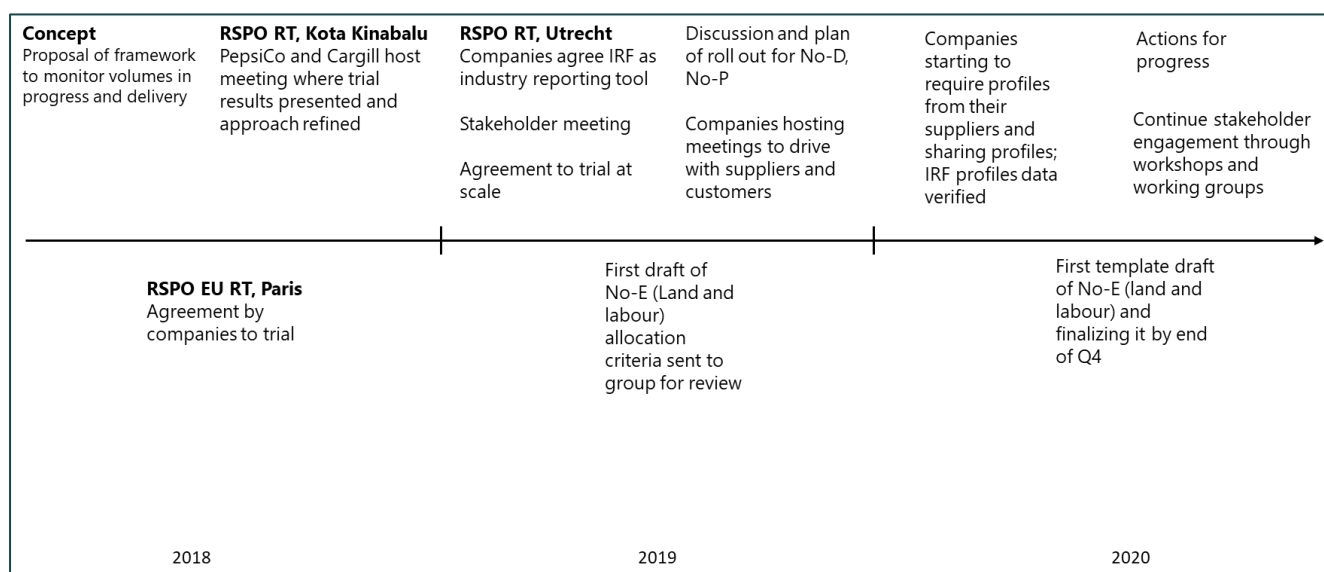 Concept
Proposal of framework
to monitor volumes in
progress and delivery
RSPO RT, Kota Kinabalu
PepsiCo and Cargill host
meeting where trial
results presented and
approach refined
RSPO RT, Utrecht
Companies agree IRF as
industry reporting tool
Stakeholder meeting
Agreement to trial at
scale
Discussion and plan
of roll out for No-D,
No-P
Companies hosting
meetings to drive
with suppliers and
customers
Companies
starting to
require profiles
from their
suppliers and
sharing profiles;
IRF profiles data
verified
Actions for
progress
Continue stakeholder
engagement through
workshops and
working groups
RSPO EU RT, Paris
Agreement by
companies to trial
First draft of
No-E (Land and
labour)
allocation
criteria sent to
group for review
First template draft
of No-E (land and
labour) and
finalizing it by end
of Q4
2018
2019
2020